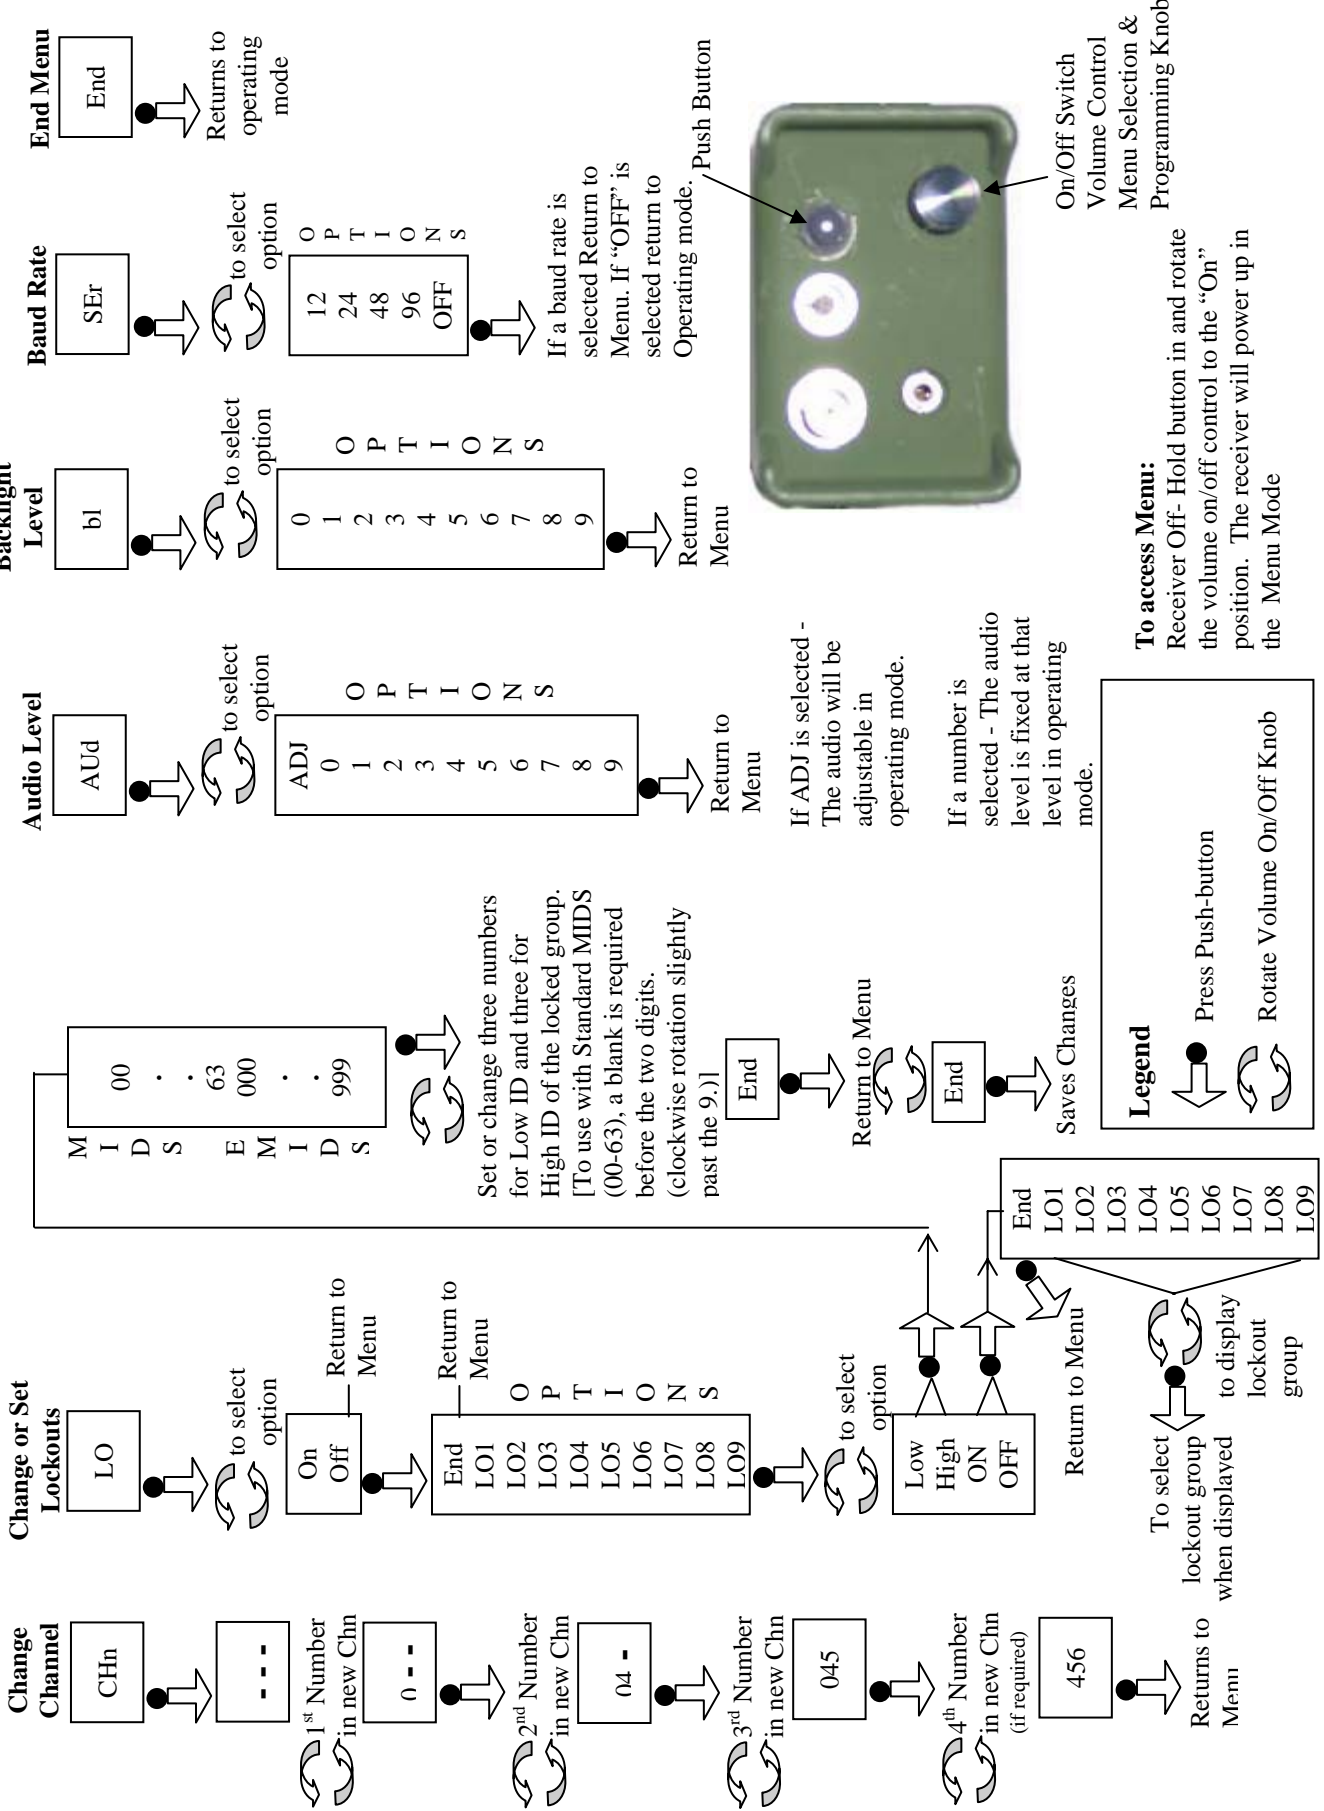 Change
Channel
CHn
- - -
1st Number
in new Chn
0 - -
2nd Number
in new Chn
04 -
3rd Number
in new Chn
045
4th Number
in new Chn
(if required)
456
Returns to
Menu
Change or Set
Lockouts
LO
to select
option
On
Off
Return to
Menu
End
LO1
LO2
LO3
LO4
LO5
LO6
LO7
LO8
LO9
Return to
Menu
O
P
T
I
O
N
S
to select
option
Low
High
ON
OFF
Return to Menu
End
LO1
LO2
LO3
LO4
LO5
LO6
LO7
LO8
LO9
to display
lockout
group
To select
lockout group
when displayed
M
I
D
S
E
M
I
D
S
00
.
.
63
000
.
.
999
Set or change three numbers
for Low ID and three for
High ID of the locked group.
[To use with Standard MIDS
(00-63), a blank is required
before the two digits.
(clockwise rotation slightly
past the 9.)]
End
Return to Menu
End
Saves Changes
Audio Level
AUd
to select
option
ADJ
0
1
2
3
4
5
6
7
8
9
O
P
T
I
O
N
S
Return to
Menu
If ADJ is selected -
The audio will be
adjustable in
operating mode.
If a number is
selected - The audio
level is fixed at that
level in operating
mode.
Backlight
Level
bl
to select
option
0
1
2
3
4
5
6
7
8
9
O
P
T
I
O
N
S
Return to
Menu
Baud Rate
SEr
to select
option
12
24
48
96
OFF
O
P
T
I
O
N
S
If a baud rate is
selected Return to
Menu. If “OFF” is
selected return to
Operating mode.
End Menu
End
Returns to
operating
mode
Push Button
On/Off Switch
Volume Control
Menu Selection &
Programming Knob
To access Menu:
Receiver Off- Hold button in and rotate
the volume on/off control to the “On”
position. The receiver will power up in
the Menu Mode
Legend
Press Push-button
Rotate Volume On/Off Knob